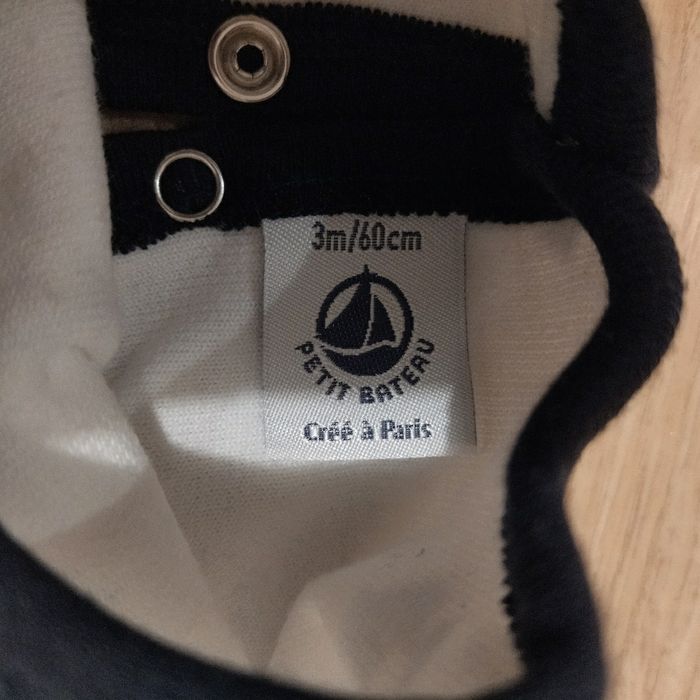 3m/60cm
PETIT BATEAU
Créé à Paris